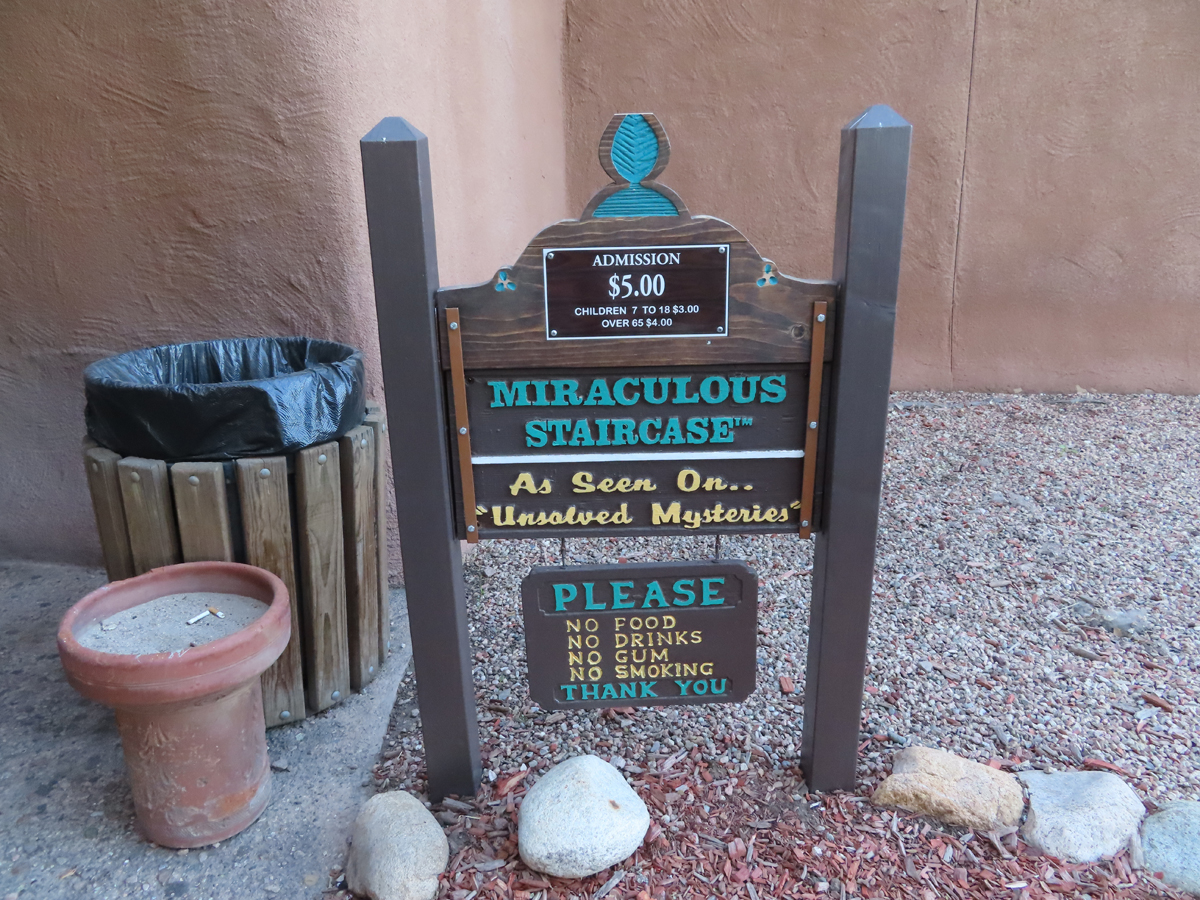 ADMISSION
$5.00
CHILDREN 7 TO 18 $3.00
OVER 65 $4.00
MIRACULOUS
STAIRCASE™
As Seen On..
"Unsolved Mysteries"
PLEASE
NO FOOD
NO DRINKS
NO GUM
NO SMOKING
THANK YOU